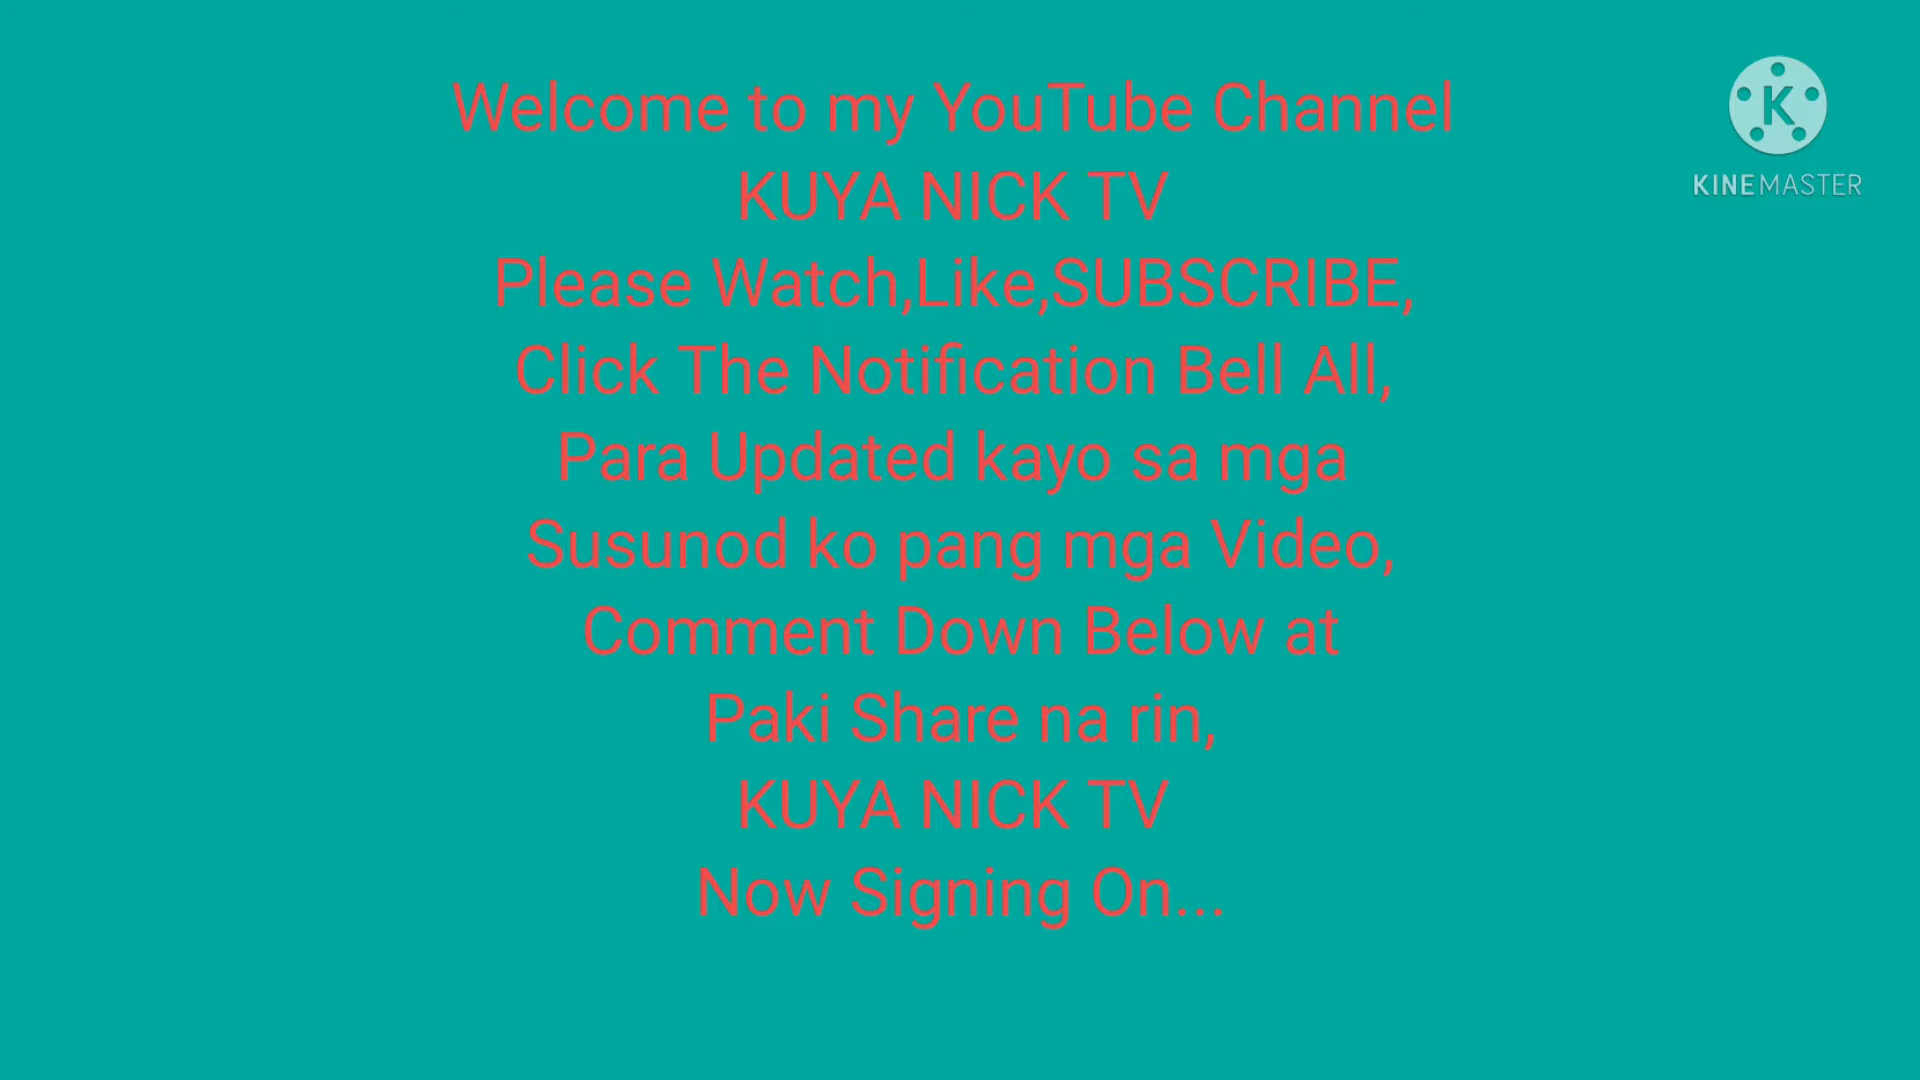 Welcome to my YouTube Channel
KUYA NICK TV
Please Watch,Like,SUBSCRIBE,
Click The Notification Bell All,
Para Updated kayo sa mga
Susunod ko pang mga Video,
Comment Down Below at
Paki Share na rin,
KUYA NICK TV
Now Signing On...
K
KINEMASTER